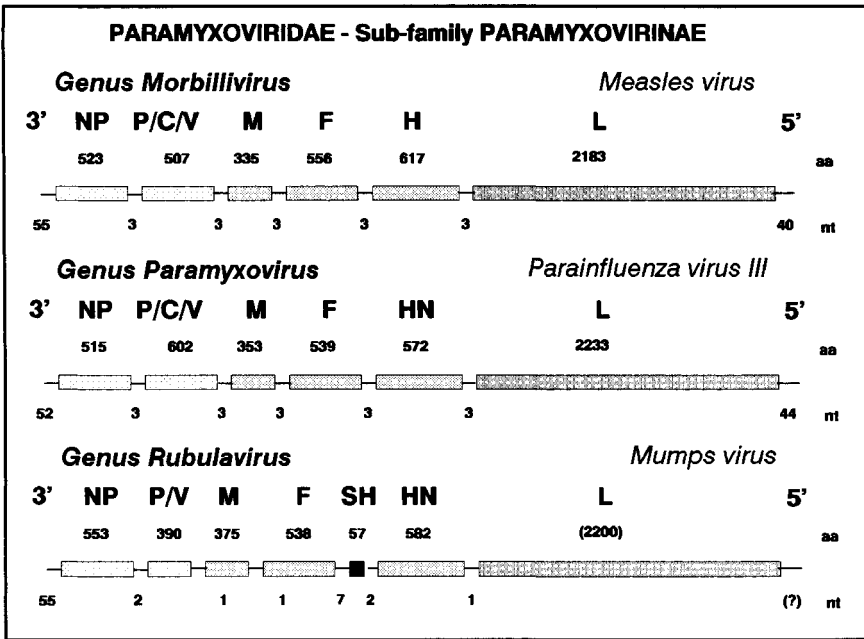 PARAMYXOVIRIDAE - Sub-family PARAMYXOVIRINAE
Genus Morbillivirus Measles virus
3' NP P/C/V M F H L 5'
523 507 335 556 617 2183 aa
55 3 3 3 3 3 40 nt
Genus Paramyxovirus Parainfluenza virus III
3' NP P/C/V M F HN L 5'
515 602 353 539 572 2233 aa
52 3 3 3 3 3 44 nt
Genus Rubulavirus Mumps virus
3' NP P/V M F SH HN L 5'
553 390 375 538 57 582 (2200) aa
55 2 1 1 7 2 1 (?) nt